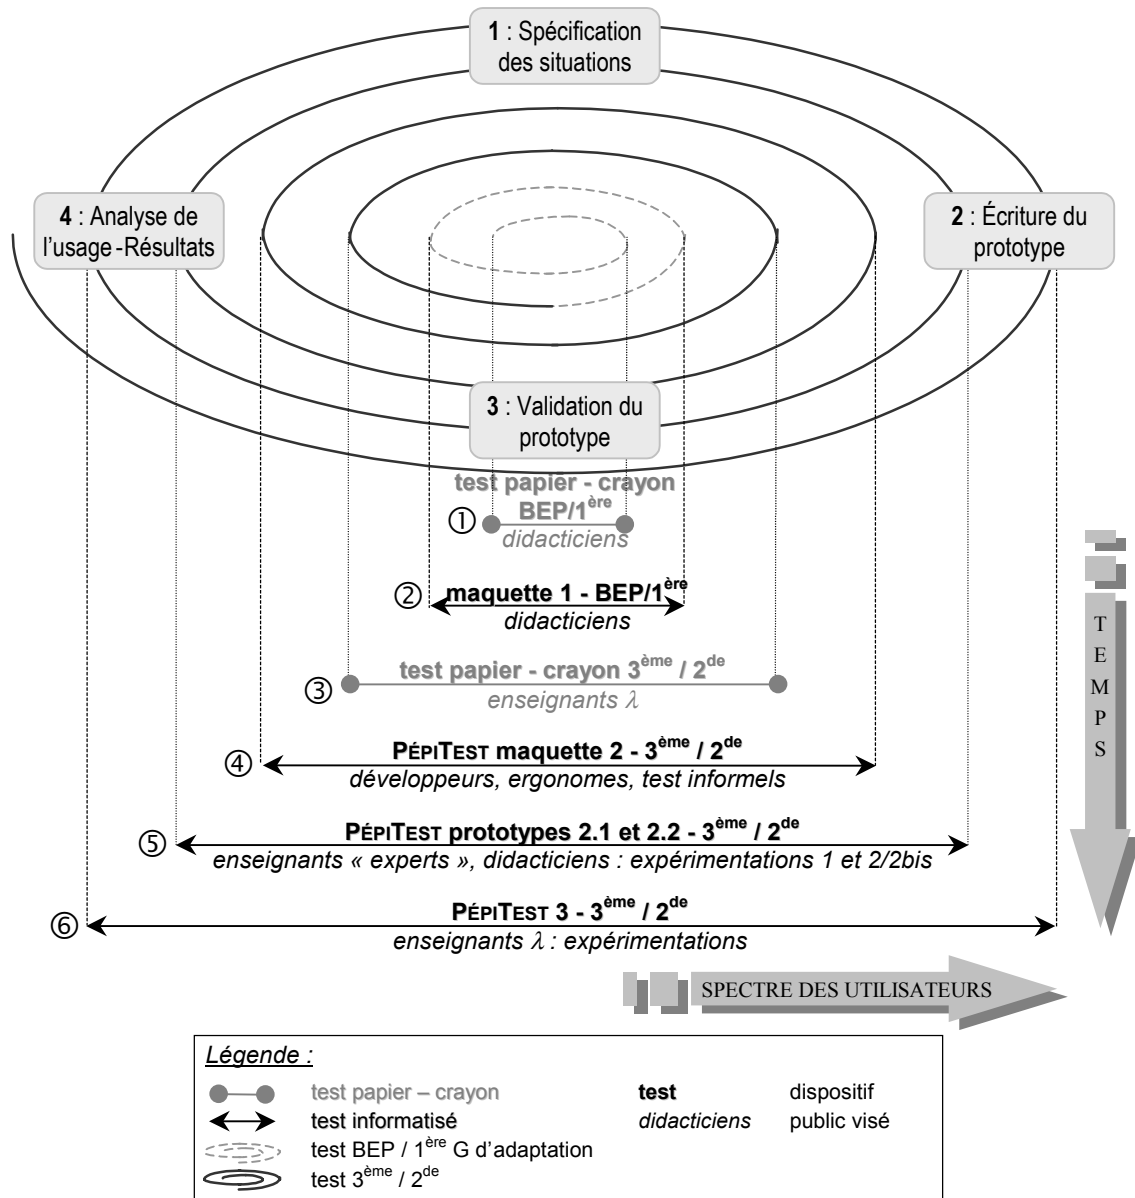 1 : Spécification
des situations
4 : Analyse de
l'usage-Résultats
2 : Écriture du
prototype
3 : Validation du
prototype
test papier - crayon
BEP/1ère
①
didacticiens
② maquette 1 - BEP/1ère
didacticiens
test papier - crayon 3ème / 2de
③
enseignants λ
PÉPITEST maquette 2 - 3ème / 2de
④
développeurs, ergonomes, test informels
PÉPITEST prototypes 2.1 et 2.2 - 3ème / 2de
⑤
enseignants « experts », didacticiens : expérimentations 1 et 2/2bis
PÉPITEST 3 - 3ème / 2de
⑥
enseignants λ : expérimentations
TEMPS
SPECTRE DES UTILISATEURS
Légende :
test papier – crayon test dispositif
test informatisé didacticiens public visé
test BEP / 1ère G d'adaptation
test 3ème / 2de